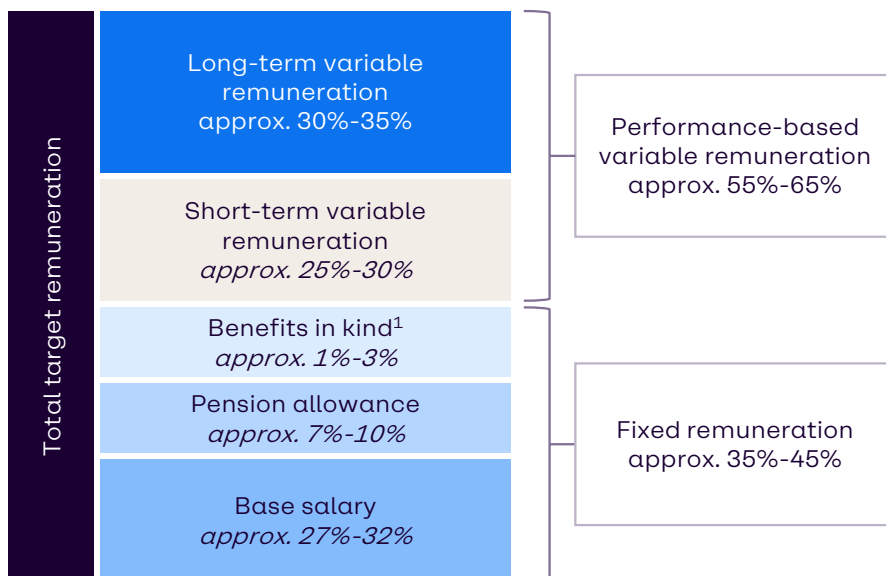 Total target remuneration
Long-term variable
remuneration
approx. 30%-35%
Short-term variable
remuneration
approx. 25%-30%
Benefits in kind¹
approx. 1%-3%
Pension allowance
approx. 7%-10%
Base salary
approx. 27%-32%
Performance-based
variable remuneration
approx. 55%-65%
Fixed remuneration
approx. 35%-45%